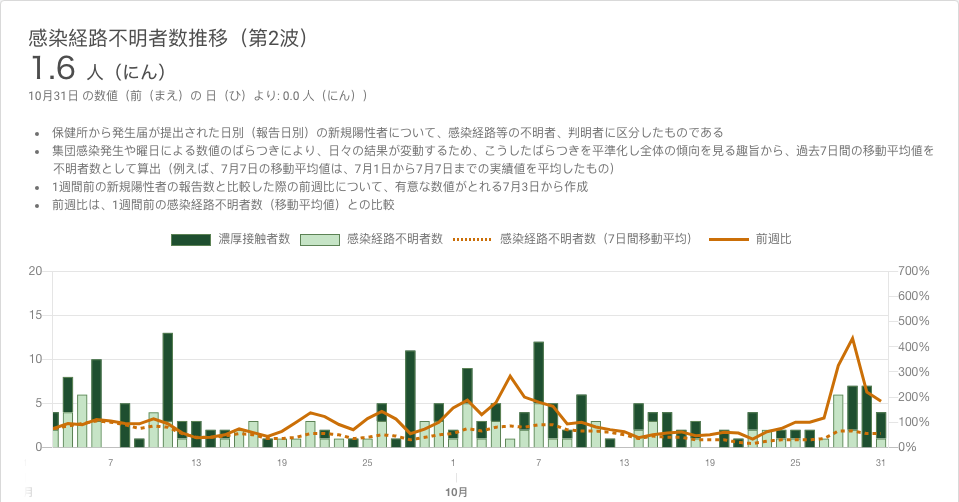 感染経路不明者数推移（第2波）
1.6 人（にん）
10月31日 の数値（前（まえ）の 日（ひ）より: 0.0 人（にん））
• 保健所から発生届が提出された日別（報告日別）の新規陽性者について、感染経路等の不明者、判明者に区分したものである
• 集団感染発生や曜日による数値のばらつきにより、日々の結果が変動するため、こうしたばらつきを平準化し全体の傾向を見る趣旨から、過去7日間の移動平均値を
不明者数として算出（例えば、7月7日の移動平均値は、7月1日から7月7日までの実績値を平均したもの）
• 1週間前の新規陽性者の報告数と比較した際の前週比について、有意な数値がとれる7月3日から作成
• 前週比は、1週間前の感染経路不明者数（移動平均値）との比較
濃厚接触者数 感染経路不明者数 感染経路不明者数（7日間移動平均） 前週比
20 700%
600%
15 500%
400%
10 300%
5 200%
100%
0 0%
7 13 19 25 1 7 13 19 25 31
月 10月